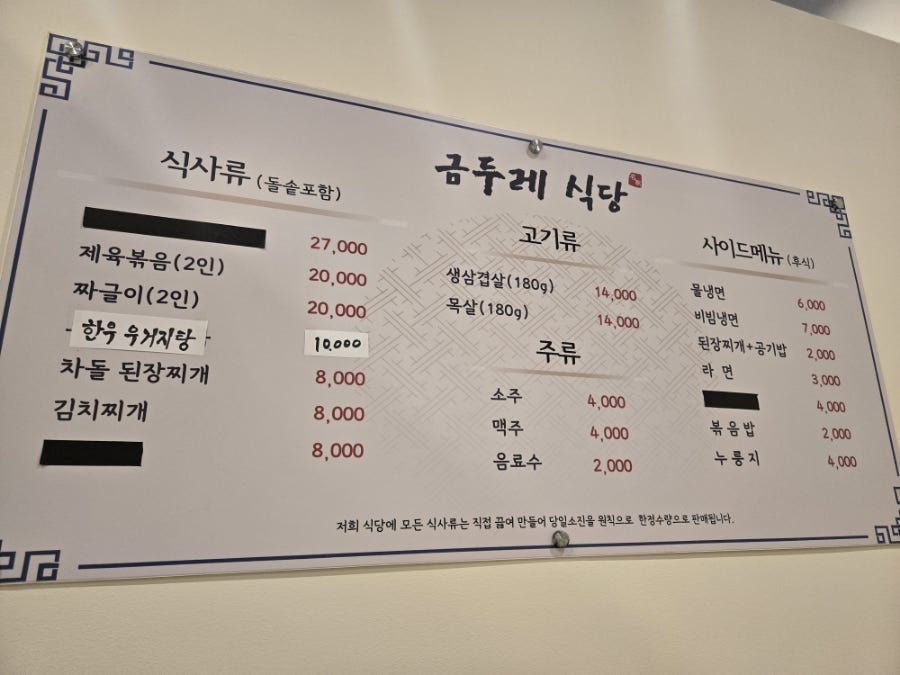 금두레 식당
식사류 (돌솥포함)
27,000
제육볶음(2인) 20,000
짜글이(2인) 20,000
한우 우거지탕 10,000
차돌 된장찌개 8,000
김치찌개 8,000
8,000
고기류
생삼겹살(180g) 14,000
목살(180g) 14,000
주류
소주 4,000
맥주 4,000
음료수 2,000
사이드메뉴 (후식)
물냉면 6,000
비빔냉면 7,000
된장찌개+공기밥 2,000
라 면 3,000
4,000
볶음밥 2,000
누룽지 4,000
저희 식당에 모든 식사류는 직접 끓여 만들어 당일소진을 원칙으로 한정수량으로 판매됩니다.